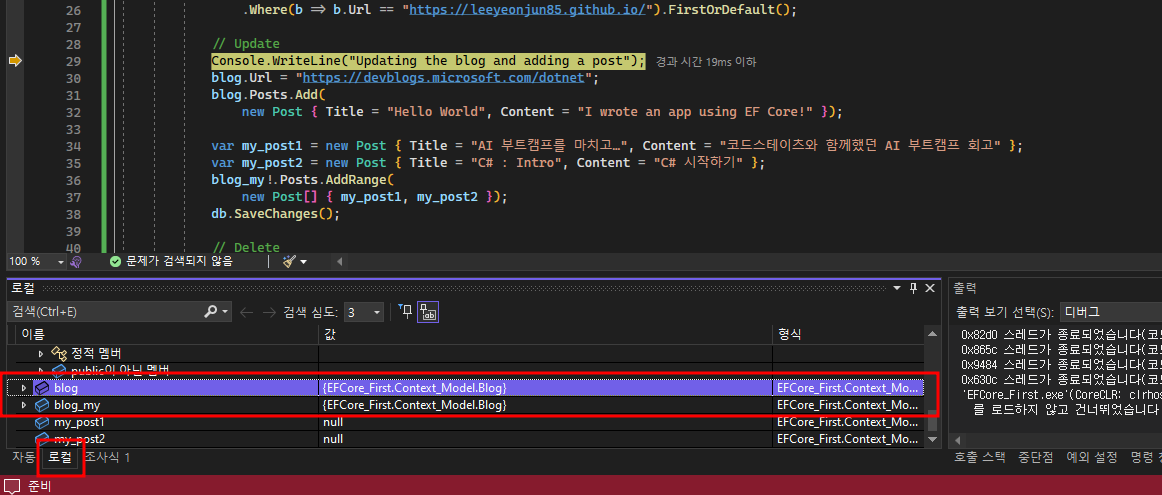 26 .Where(b => b.Url == "https://leeyeonjun85.github.io/").FirstOrDefault();
27
28 // Update
29 Console.WriteLine("Updating the blog and adding a post"); 경과 시간 19ms 이하
30 blog.Url = "https://devblogs.microsoft.com/dotnet";
31 blog.Posts.Add(
32 new Post { Title = "Hello World", Content = "I wrote an app using EF Core!" });
33
34 var my_post1 = new Post { Title = "AI 부트캠프를 마치고…", Content = "코드스테이츠와 함께했던 AI 부트캠프 회고" };
35 var my_post2 = new Post { Title = "C# : Intro", Content = "C# 시작하기" };
36 blog_my!.Posts.AddRange(
37 new Post[] { my_post1, my_post2 });
38 db.SaveChanges();
39
40 // Delete
100 % 문제가 검색되지 않음
로컬
검색(Ctrl+E) 검색 심도: 3
이름 값 형식
정적 멤버
public이 아닌 멤버
blog {EFCore_First.Context_Model.Blog} EFCore_First.Context_Mo...
blog_my {EFCore_First.Context_Model.Blog} EFCore_First.Context_Mo...
my_post1 null EFCore_First.Context_Mo...
my_post2 null EFCore_First.Context_Mo...
자동 로컬 조사식 1
출력
출력 보기 선택(S): 디버그
0x82d0 스레드가 종료되었습니다(코
0x865c 스레드가 종료되었습니다(코
0x9484 스레드가 종료되었습니다(코
0x630c 스레드가 종료되었습니다(코
'EFCore_First.exe'(CoreCLR: clrhos
를 로드하지 않고 건너뛰었습니다
호출 스택 중단점 예외 설정 명령
준비